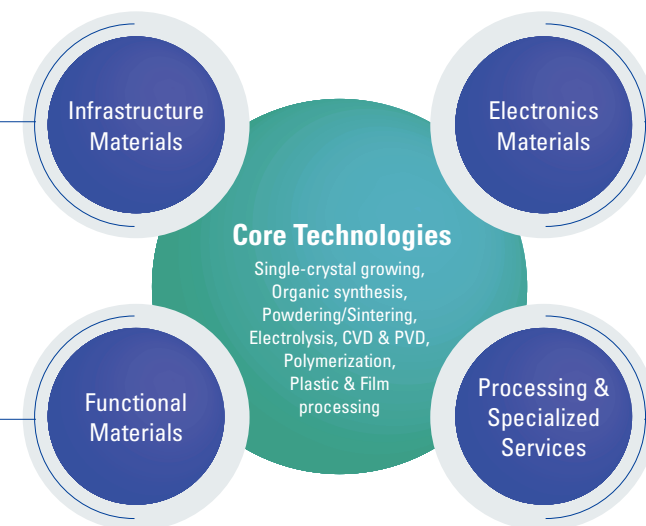 Infrastructure
Materials
Electronics
Materials
Core Technologies
Single-crystal growing,
Organic synthesis,
Powdering/Sintering,
Electrolysis, CVD & PVD,
Polymerization,
Plastic & Film
processing
Functional
Materials
Processing &
Specialized
Services